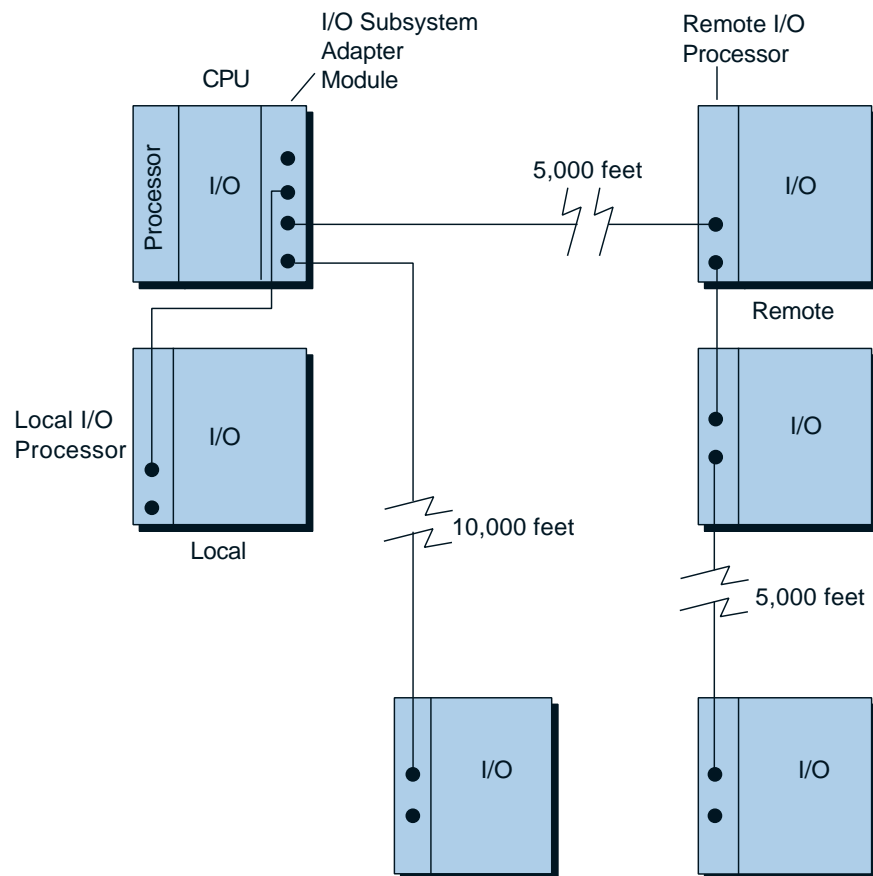 I/O Subsystem
Adapter
Module
Remote I/O
Processor
CPU
Processor
I/O
5,000 feet
I/O
Remote
Local I/O
Processor
I/O
I/O
Local
10,000 feet
5,000 feet
I/O
I/O